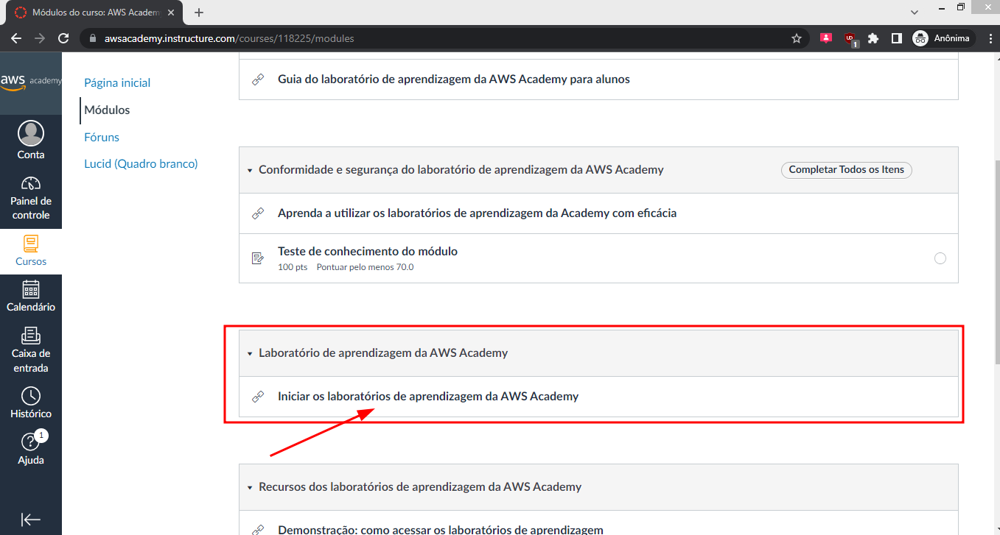 Módulos do curso: AWS Academ
awsacademy.instructure.com/courses/118225/modules
1
Anônima
aws academy
Conta
Painel de
controle
Cursos
Calendário
Caixa de
entrada
Histórico
1
Ajuda
Página inicial
Módulos
Fóruns
Lucid (Quadro branco)
Guia do laboratório de aprendizagem da AWS Academy para alunos
Conformidade e segurança do laboratório de aprendizagem da AWS Academy
Completar Todos os Itens
Aprenda a utilizar os laboratórios de aprendizagem da Academy com eficácia
Teste de conhecimento do módulo
100 pts Pontuar pelo menos 70.0
Laboratório de aprendizagem da AWS Academy
Iniciar os laboratórios de aprendizagem da AWS Academy
Recursos dos laboratórios de aprendizagem da AWS Academy
Demonstração: como acessar os laboratórios de aprendizagem